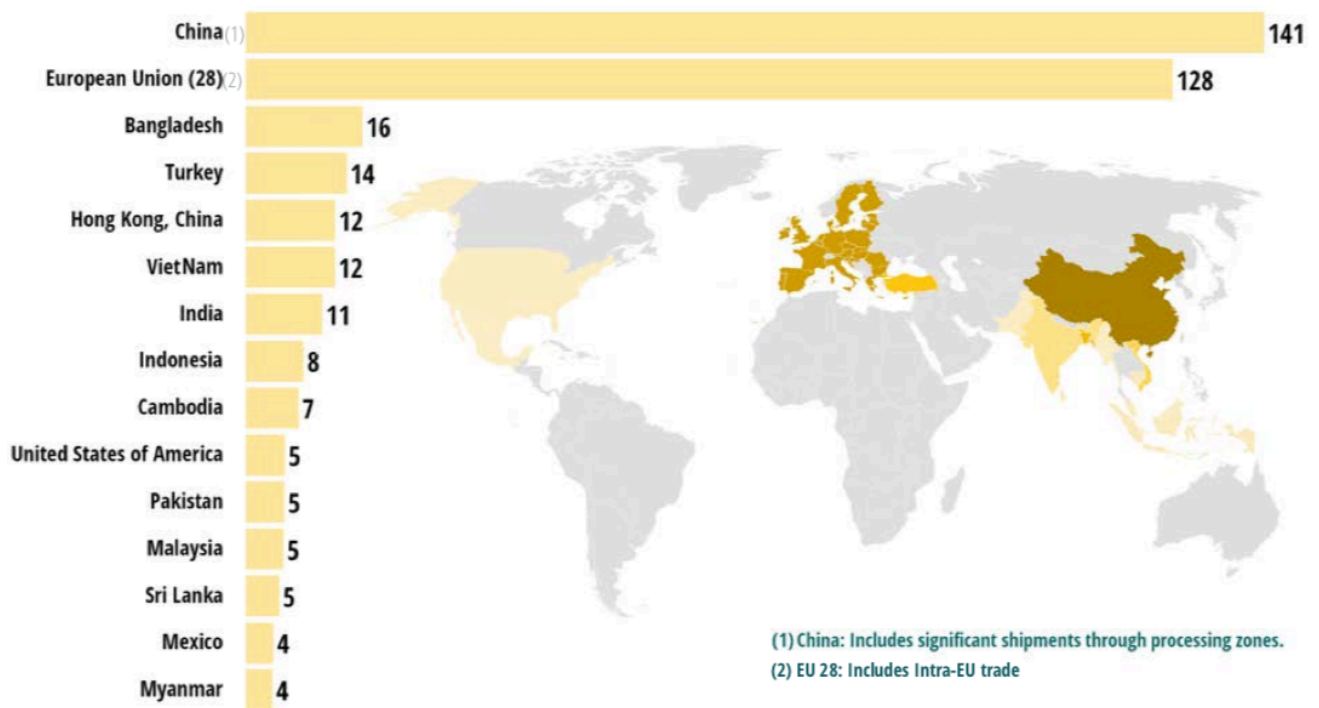 China(1) 141
European Union (28)(2) 128
Bangladesh 16
Turkey 14
Hong Kong, China 12
VietNam 12
India 11
Indonesia 8
Cambodia 7
United States of America 5
Pakistan 5
Malaysia 5
Sri Lanka 5
Mexico 4
Myanmar 4
(1) China: Includes significant shipments through processing zones.
(2) EU 28: Includes Intra-EU trade